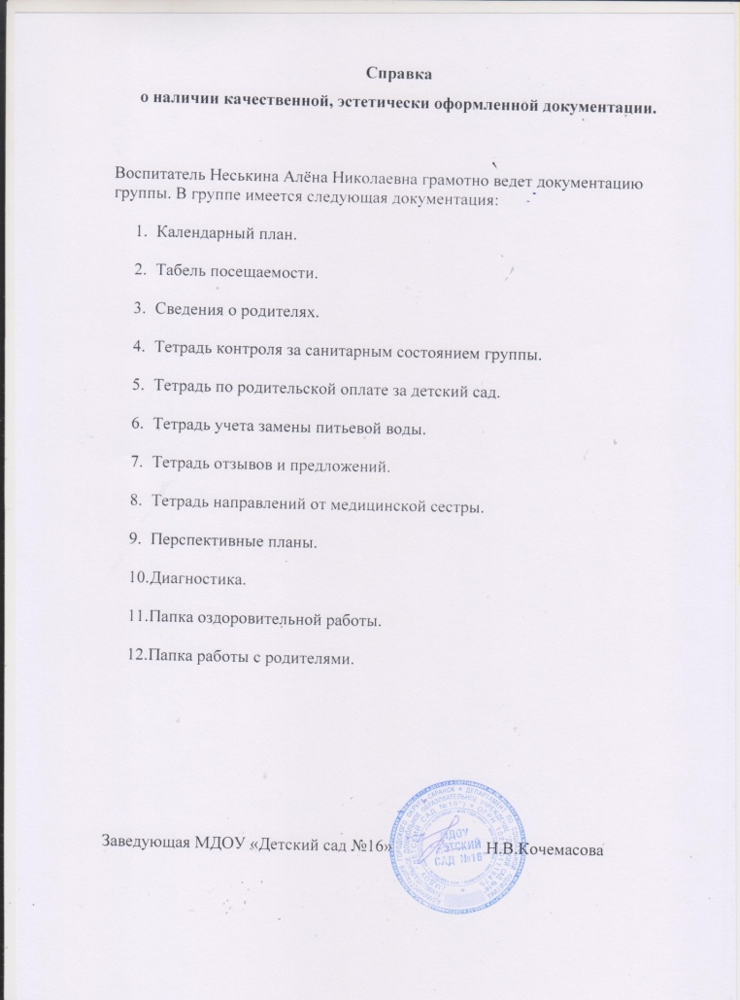 Справка
о наличии качественной, эстетически оформленной документации.
Воспитатель Неськина Алёна Николаевна грамотно ведет документацию
группы. В группе имеется следующая документация:
1. Календарный план.
2. Табель посещаемости.
3. Сведения о родителях.
4. Тетрадь контроля за санитарным состоянием группы.
5. Тетрадь по родительской оплате за детский сад.
6. Тетрадь учета замены питьевой воды.
7. Тетрадь отзывов и предложений.
8. Тетрадь направлений от медицинской сестры.
9. Перспективные планы.
10.Диагностика.
11.Папка оздоровительной работы.
12.Папка работы с родителями.
Заведующая МДОУ «Детский сад №16» Н.В.Кочемасова
МДОУ
ДЕТСКИЙ
САД №16